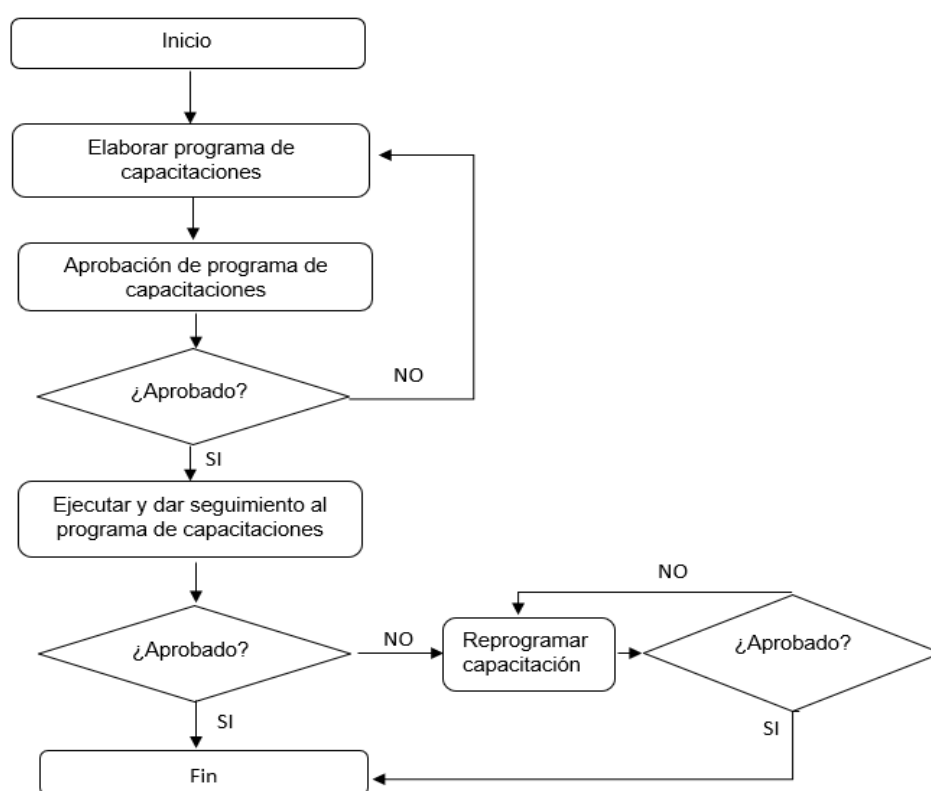 Inicio
Elaborar programa de
capacitaciones
Aprobación de programa de
capacitaciones
¿Aprobado?
NO
SI
Ejecutar y dar seguimiento al
programa de capacitaciones
¿Aprobado?
NO
Reprogramar
capacitación
NO
¿Aprobado?
SI
SI
Fin